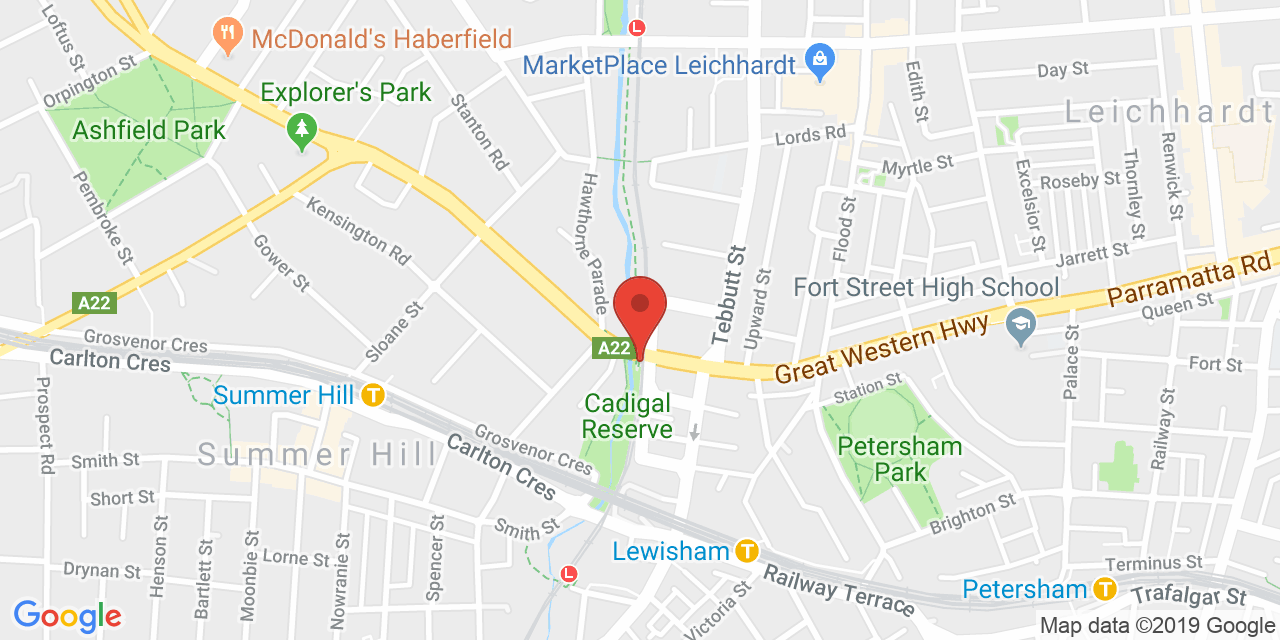 Loftus St
McDonald's Haberfield
MarketPlace Leichhardt
Edith St
Day St
Orpington St
Explorer's Park
Stanton Rd
Leichhardt
Ashfield Park
Lords Rd
Myrtle St
Excelsior St
Thornley St
Renwick St
Roseby St
Pembroke St
Hawthorne Parade
Kensington Rd
Flood St
Gower St
Tebbutt St
Upward St
Jarrett St
Fort Street High School
Parramatta Rd
A22
Queen St
Sloane St
Grosvenor Cres
Carlton Cres
A22
Great Western Hwy
Palace St
Fort St
Summer Hill
T
Station St
Cadigal
Reserve
Prospect Rd
Railway St
Summer Hill
Grosvenor Cres
Carlton Cres
Petersham
Park
Smith St
Short St
Smith St
Brighton St
Henson St
Bartlett St
Moonbie St
Lorne St
Nowranie St
Spencer St
Lewisham
T
Drynan St
L
L
Railway Terrace
Victoria St
Terminus St
Petersham
T
Trafalgar St
Google
Map data ©2019 Google